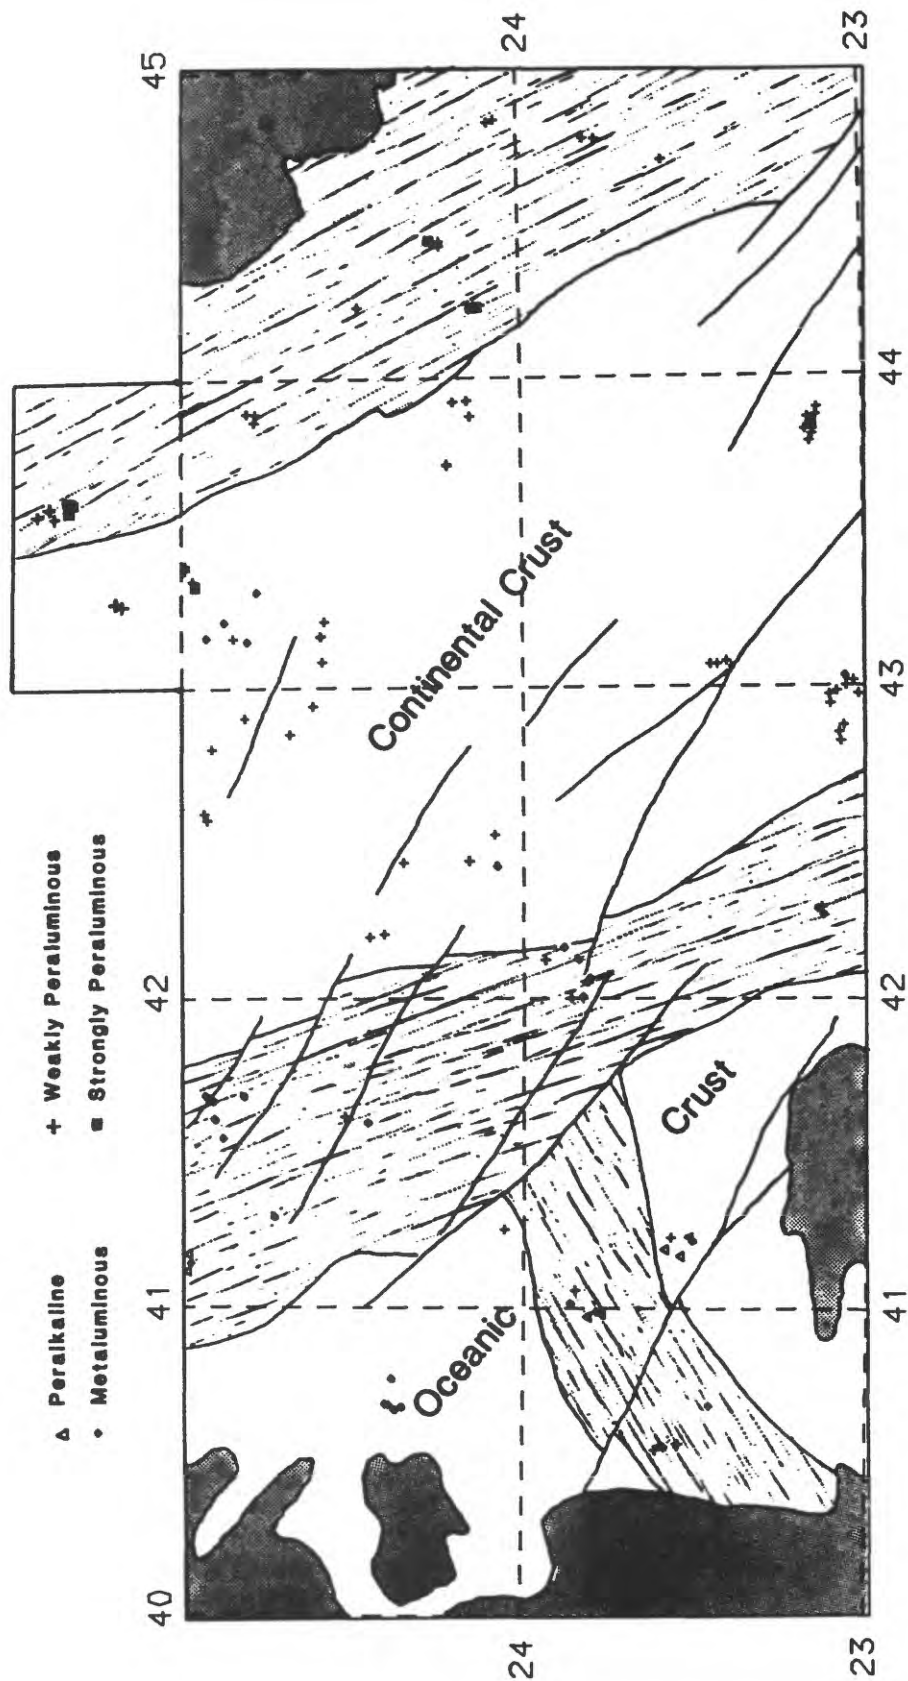 △ Peralkaline
+ Weakly Peraluminous
◆ Metaluminous
■ Strongly Peraluminous
40
41
42
43
44
45
24
24
23
23
Continental Crust
Oceanic
Crust